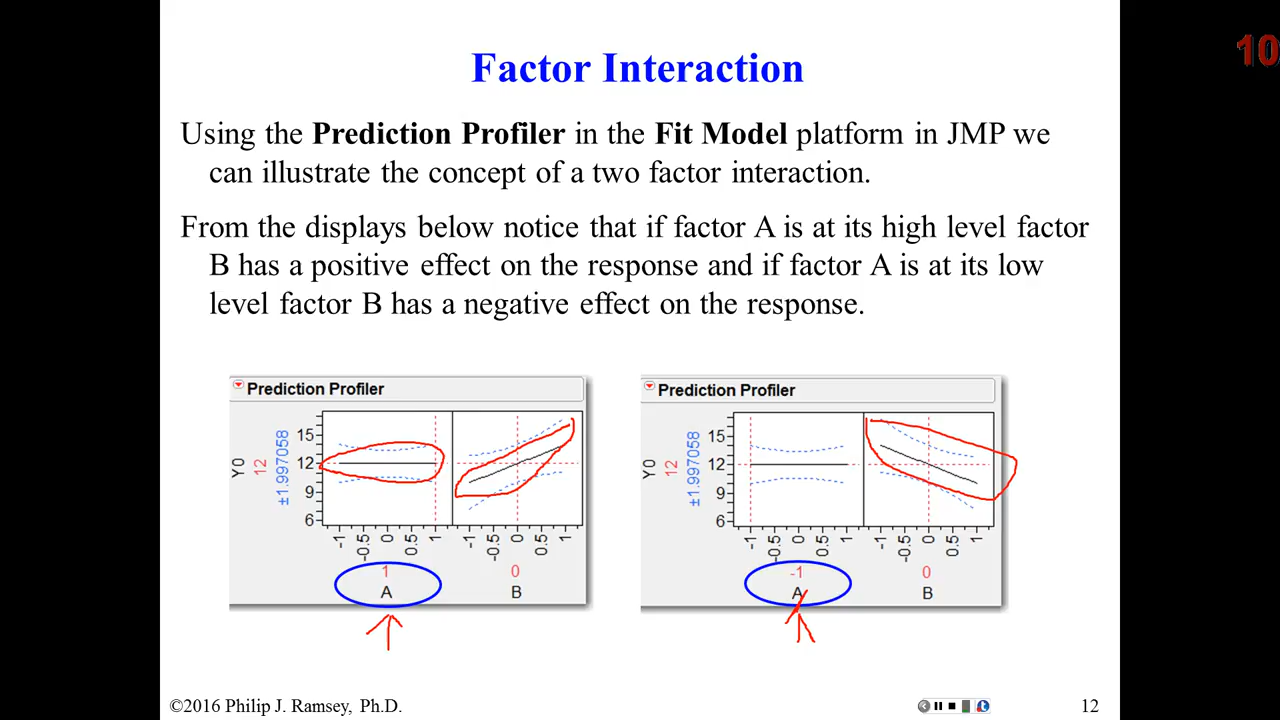 10
Factor Interaction
Using the Prediction Profiler in the Fit Model platform in JMP we
can illustrate the concept of a two factor interaction.
From the displays below notice that if factor A is at its high level factor
B has a positive effect on the response and if factor A is at its low
level factor B has a negative effect on the response.
Prediction Profiler
Y0
12
±1.997058
15
12
9
6
-1
-0.5
0
0.5
1
-1
-0.5
0
0.5
1
1
0
A
B
Prediction Profiler
Y0
12
±1.997058
15
12
9
6
-1
-0.5
0
0.5
1
-1
-0.5
0
0.5
1
-1
0
A
B
©2016 Philip J. Ramsey, Ph.D.
12